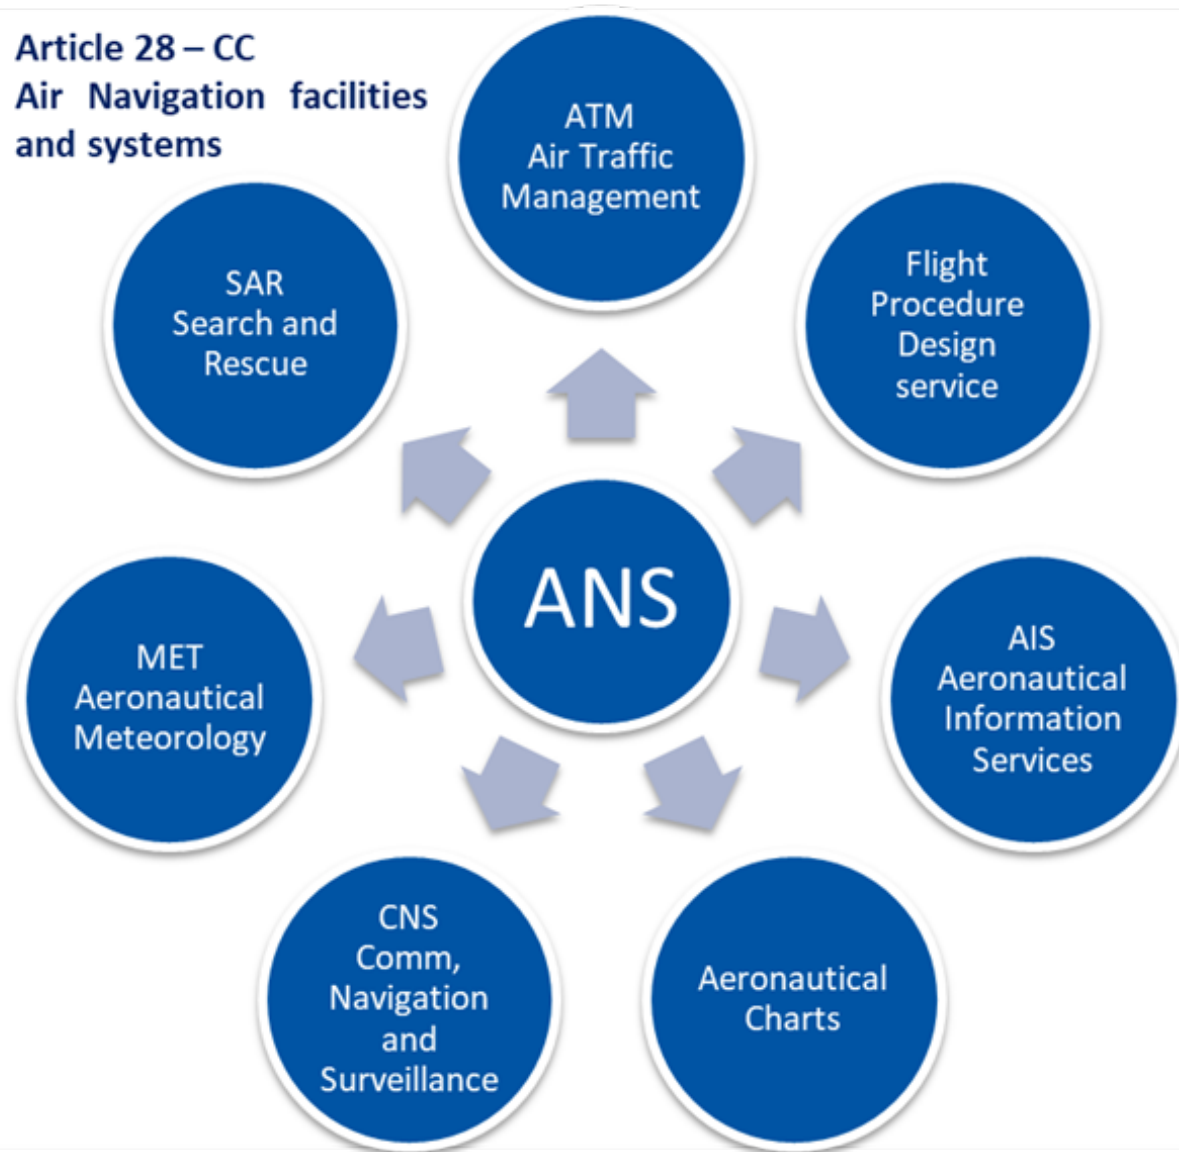 Article 28 – CC
Air Navigation facilities
and systems
ATM
Air Traffic
Management
Flight
Procedure
Design
service
AIS
Aeronautical
Information
Services
Aeronautical
Charts
CNS
Comm,
Navigation
and
Surveillance
MET
Aeronautical
Meteorology
SAR
Search and
Rescue
ANS